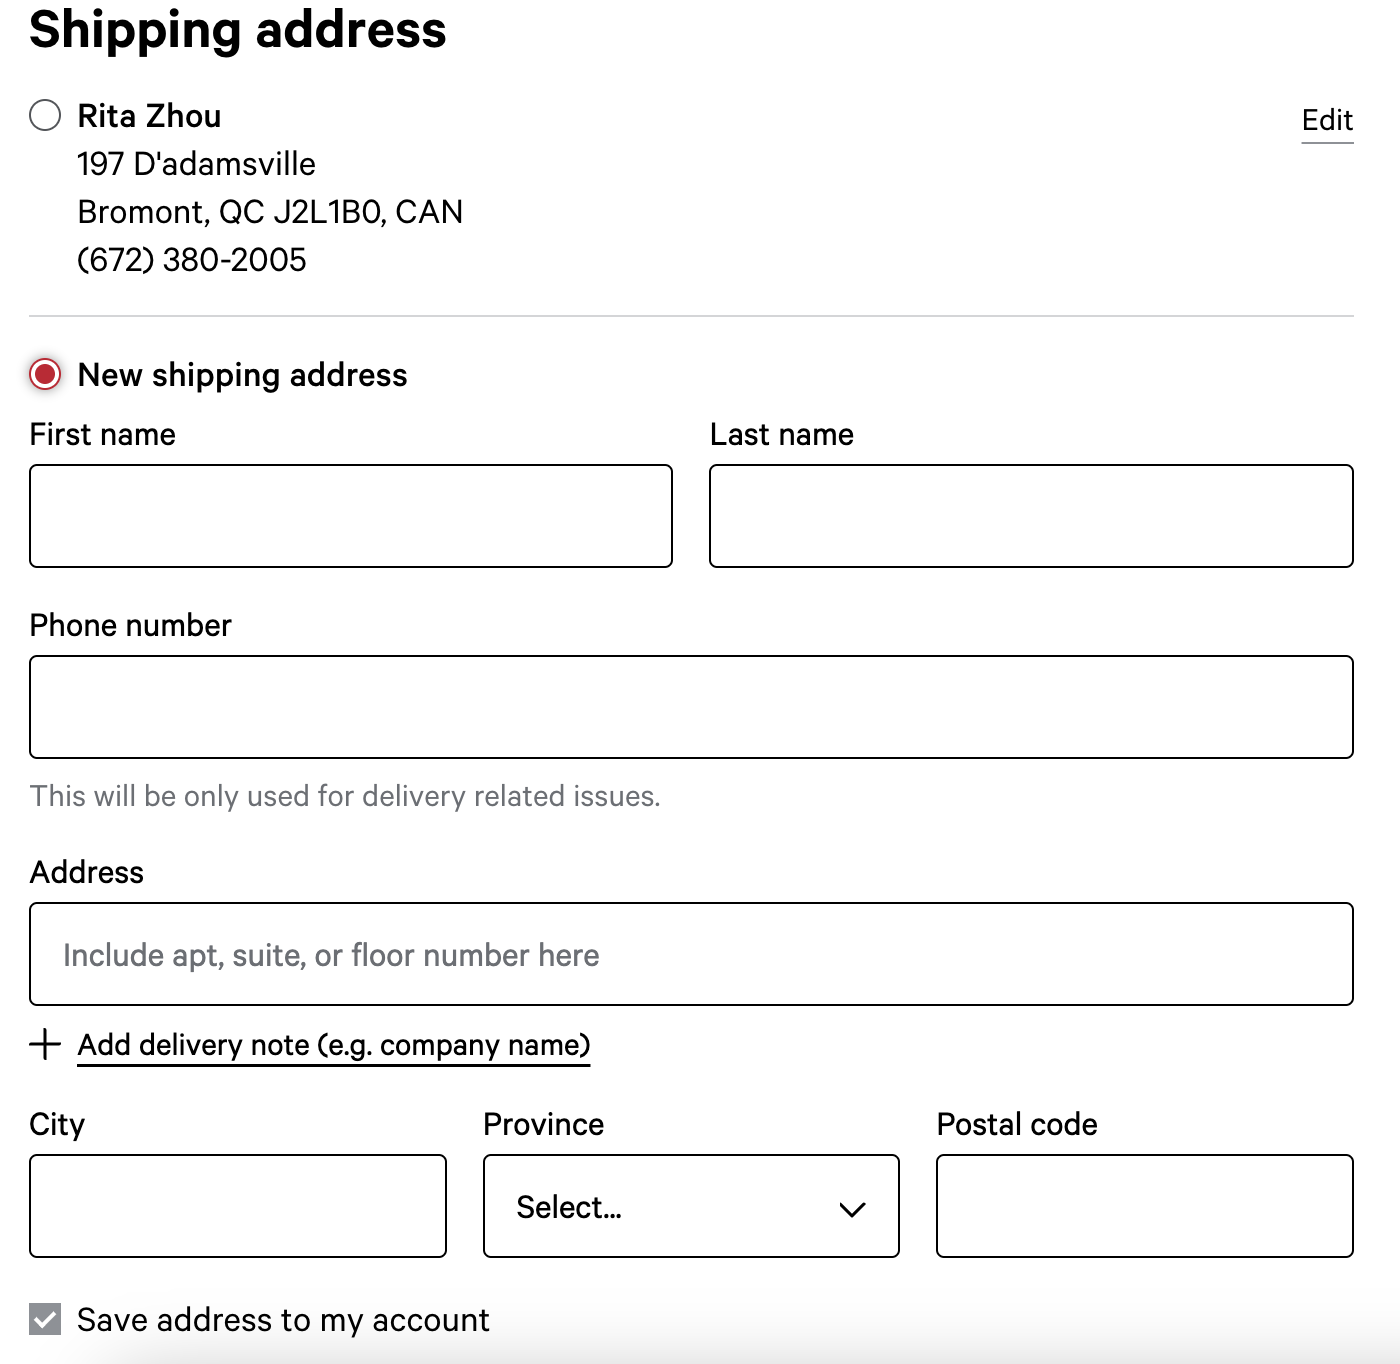 Shipping address
Rita Zhou
Edit
197 D'adamsville
Bromont, QC J2L1B0, CAN
(672) 380-2005
New shipping address
First name
Last name
Phone number
This will be only used for delivery related issues.
Address
Include apt, suite, or floor number here
Add delivery note (e.g. company name)
City
Province
Postal code
Select...
Save address to my account